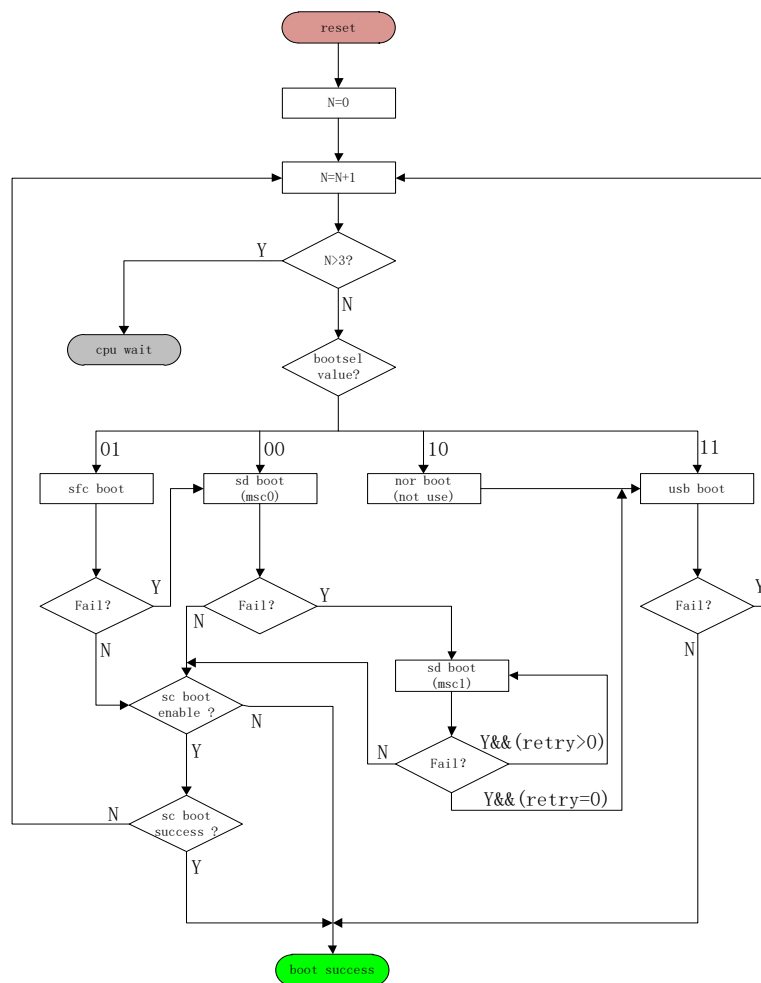 reset
N=0
N=N+1
N>3?
Y
N
cpu wait
bootsel
value?
01
00
10
11
sfc boot
sd boot
(msc0)
nor boot
(not use)
usb boot
Fail?
Y
N
Fail?
Y
N
Fail?
Y
N
sd boot
(msc1)
sc boot
enable ?
N
Y
Fail?
N
Y&&(retry>0)
Y&&(retry=0)
sc boot
success ?
N
Y
boot success